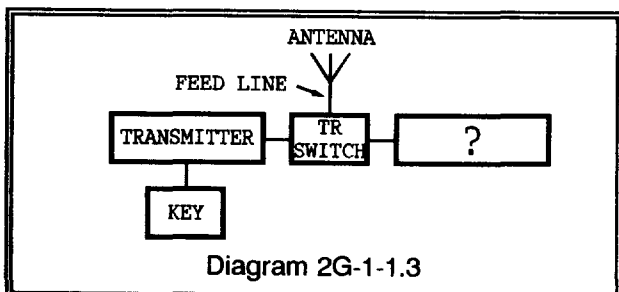 ANTENNA
FEED LINE
TRANSMITTER
TR
SWITCH
?
KEY
Diagram 2G-1-1.3